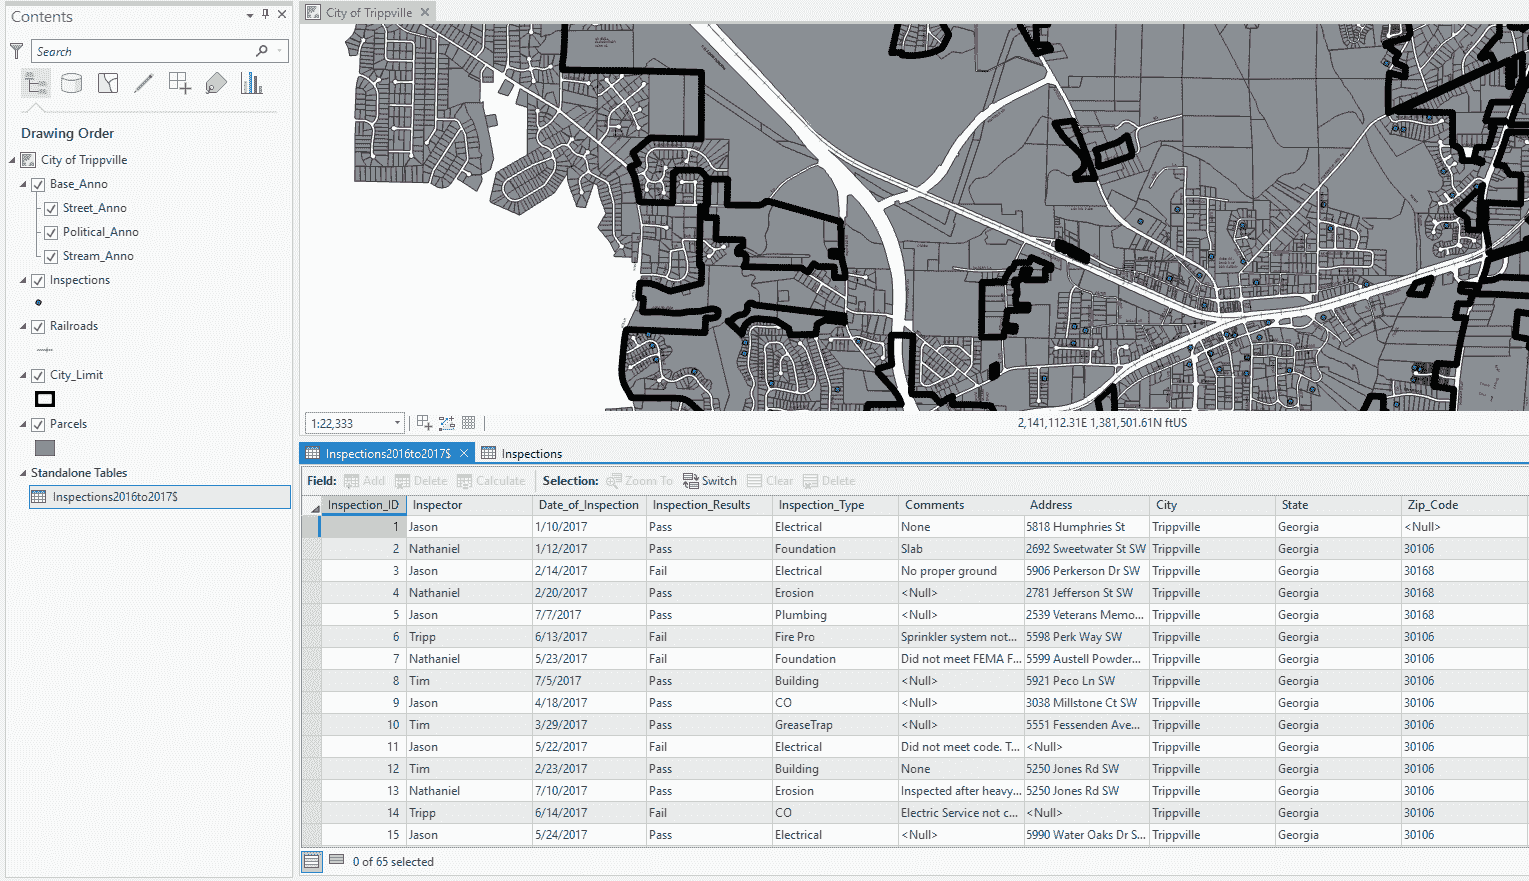 Contents
Search
Drawing Order
City of Trippville
Base_Anno
Street_Anno
Political_Anno
Stream_Anno
Inspections
Railroads
City_Limit
Parcels
Standalone Tables
Inspections2016to2017$
City of Trippville
1:22,333
2,141,112.31E 1,381,501.61N ftUS
Inspections2016to2017$ Inspections
Field: Add Delete Calculate Selection: Zoom To Switch Clear Delete
Inspection_ID Inspector Date_of_Inspection Inspection_Results Inspection_Type Comments Address City State Zip_Code
1 Jason 1/10/2017 Pass Electrical None 5818 Humphries St Trippville Georgia <Null>
2 Nathaniel 1/12/2017 Pass Foundation Slab 2692 Sweetwater St SW Trippville Georgia 30106
3 Jason 2/14/2017 Fail Electrical No proper ground 5906 Perkerson Dr SW Trippville Georgia 30168
4 Nathaniel 2/20/2017 Pass Erosion <Null> 2781 Jefferson St SW Trippville Georgia 30168
5 Jason 7/7/2017 Pass Plumbing <Null> 2539 Veterans Memo... Trippville Georgia 30168
6 Tripp 6/13/2017 Fail Fire Pro Sprinkler system not... 5598 Perk Way SW Trippville Georgia 30106
7 Nathaniel 5/23/2017 Fail Foundation Did not meet FEMA F... 5599 Austell Powder... Trippville Georgia 30106
8 Tim 7/5/2017 Pass Building <Null> 5921 Peco Ln SW Trippville Georgia 30106
9 Jason 4/18/2017 Pass CO <Null> 3038 Millstone Ct SW Trippville Georgia 30106
10 Tim 3/29/2017 Pass GreaseTrap <Null> 5551 Fessenden Ave... Trippville Georgia 30106
11 Jason 5/22/2017 Fail Electrical Did not meet code. T... <Null> Trippville Georgia 30106
12 Tim 2/23/2017 Pass Building None 5250 Jones Rd SW Trippville Georgia 30106
13 Nathaniel 7/10/2017 Pass Erosion Inspected after heavy... 5250 Jones Rd SW Trippville Georgia 30106
14 Tripp 6/14/2017 Fail CO Electric Service not c... <Null> Trippville Georgia 30106
15 Jason 5/24/2017 Pass Electrical <Null> 5990 Water Oaks Dr S... Trippville Georgia 30106
0 of 65 selected